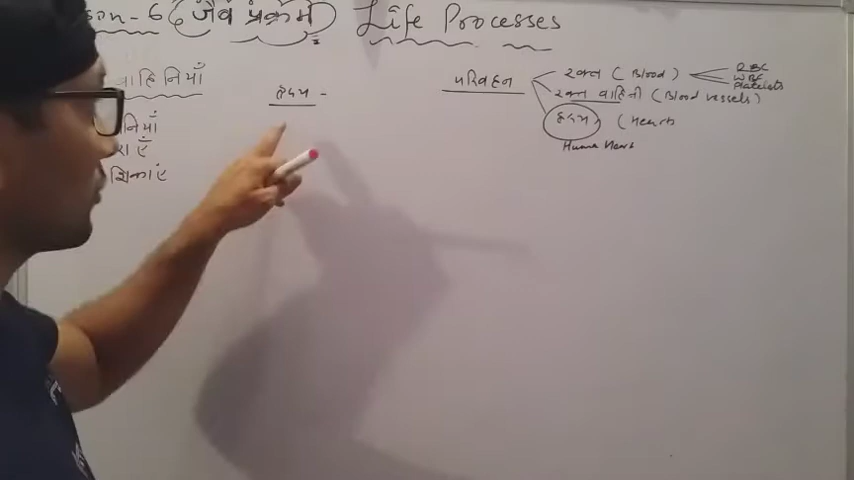 6 जैव प्रक्रम Life Processes
वाहिनियाँ
हृदय -
परिवहन
रक्त (Blood)
RBC
WBC
Platelets
रक्त वाहिनी (Blood vessels)
हृदय (Heart
Human Heart